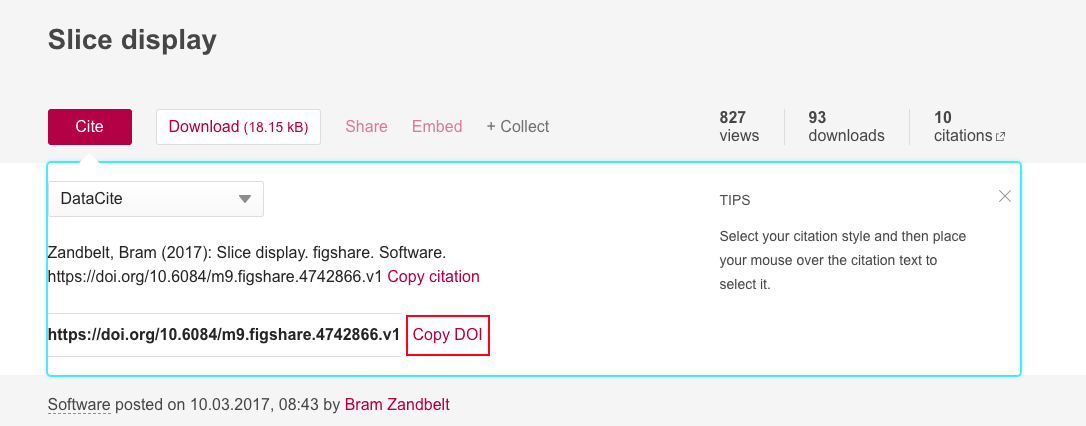 Slice display
Cite
Download (18.15 kB)
Share
Embed
+ Collect
827
views
93
downloads
10
citations
DataCite
Zandbelt, Bram (2017): Slice display. figshare. Software.
https://doi.org/10.6084/m9.figshare.4742866.v1 Copy citation
https://doi.org/10.6084/m9.figshare.4742866.v1 Copy DOI
TIPS
Select your citation style and then place
your mouse over the citation text to
select it.
Software posted on 10.03.2017, 08:43 by Bram Zandbelt